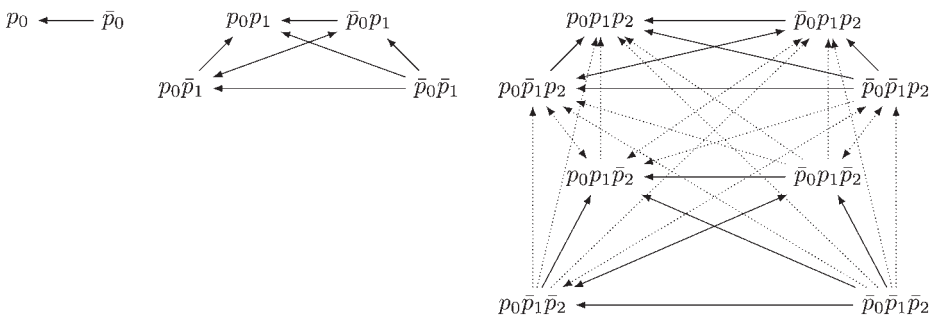 p₀ p̄₀ p₀p₁ p̄₀p₁ p₀p₁p₂ p̄₀p₁p₂
p₀p̄₁ p̄₀p̄₁ p₀p̄₁p₂ p̄₀p̄₁p₂
p₀p₁p̄₂ p̄₀p₁p̄₂
p₀p̄₁p̄₂ p̄₀p̄₁p̄₂